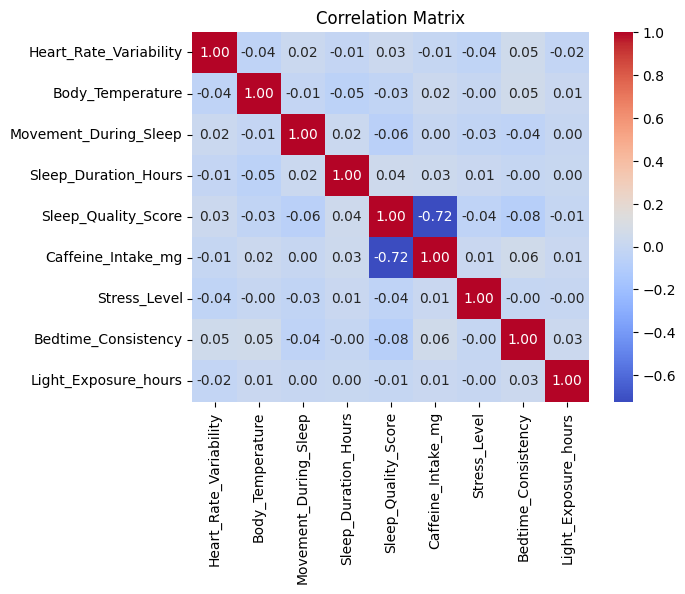 Correlation Matrix
Heart_Rate_Variability 1.00 -0.04 0.02 -0.01 0.03 -0.01 -0.04 0.05 -0.02
Body_Temperature -0.04 1.00 -0.01 -0.05 -0.03 0.02 -0.00 0.05 0.01
Movement_During_Sleep 0.02 -0.01 1.00 0.02 -0.06 0.00 -0.03 -0.04 0.00
Sleep_Duration_Hours -0.01 -0.05 0.02 1.00 0.04 0.03 0.01 -0.00 0.00
Sleep_Quality_Score 0.03 -0.03 -0.06 0.04 1.00 -0.72 -0.04 -0.08 -0.01
Caffeine_Intake_mg -0.01 0.02 0.00 0.03 -0.72 1.00 0.01 0.06 0.01
Stress_Level -0.04 -0.00 -0.03 0.01 -0.04 0.01 1.00 -0.00 -0.00
Bedtime_Consistency 0.05 0.05 -0.04 -0.00 -0.08 0.06 -0.00 1.00 0.03
Light_Exposure_hours -0.02 0.01 0.00 0.00 -0.01 0.01 -0.00 0.03 1.00
Heart_Rate_Variability
Body_Temperature
Movement_During_Sleep
Sleep_Duration_Hours
Sleep_Quality_Score
Caffeine_Intake_mg
Stress_Level
Bedtime_Consistency
Light_Exposure_hours
1.0
0.8
0.6
0.4
0.2
0.0
−0.2
−0.4
−0.6